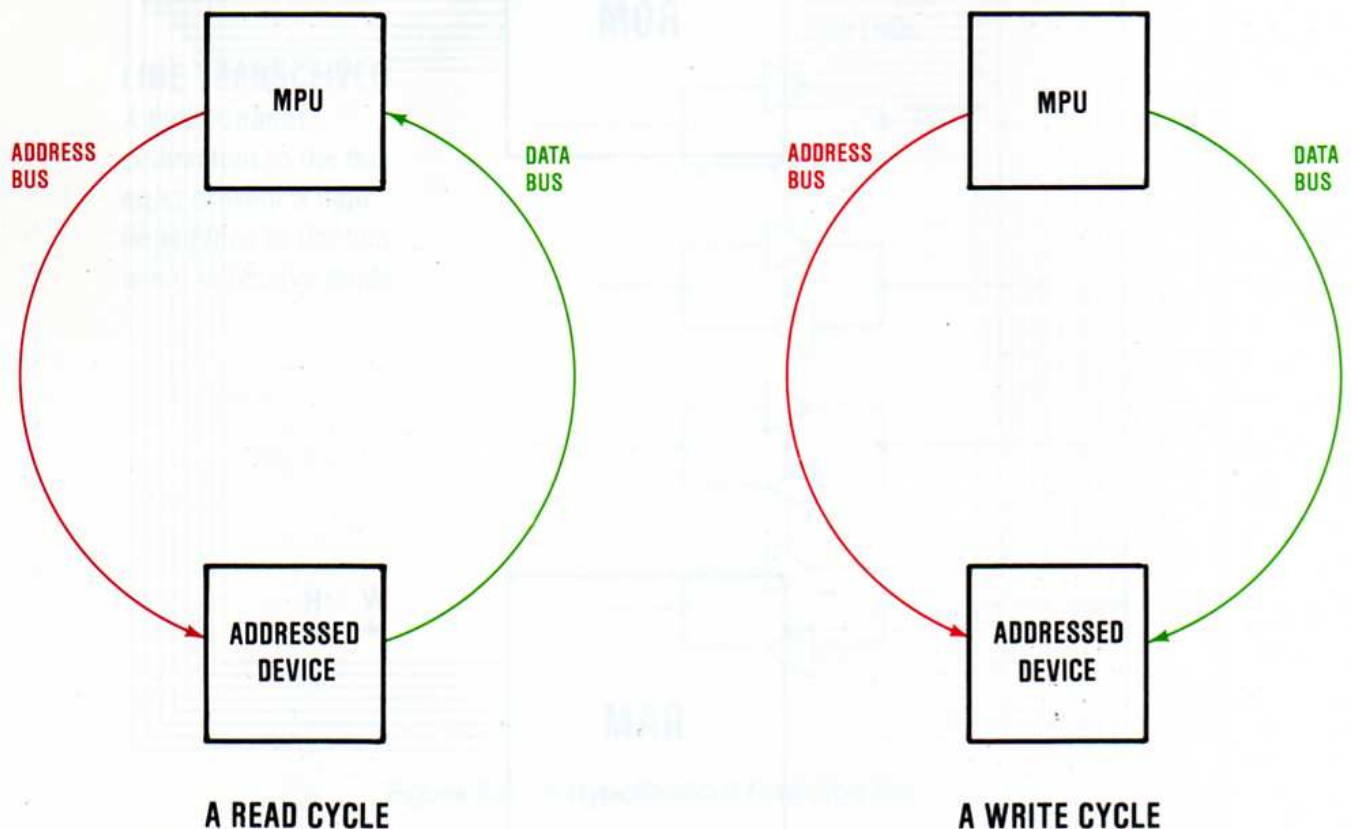 MPU
ADDRESS
BUS
DATA
BUS
ADDRESSED
DEVICE
A READ CYCLE
MPU
ADDRESS
BUS
DATA
BUS
ADDRESSED
DEVICE
A WRITE CYCLE